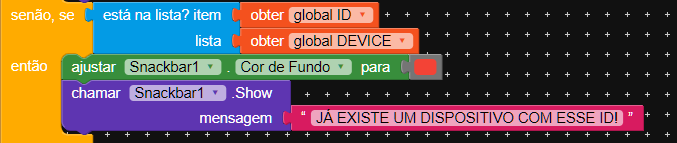 senão, se está na lista? item obter global ID
lista obter global DEVICE
então ajustar Snackbar1 . Cor de Fundo para
chamar Snackbar1 .Show
mensagem “ JÁ EXISTE UM DISPOSITIVO COM ESSE ID! ”